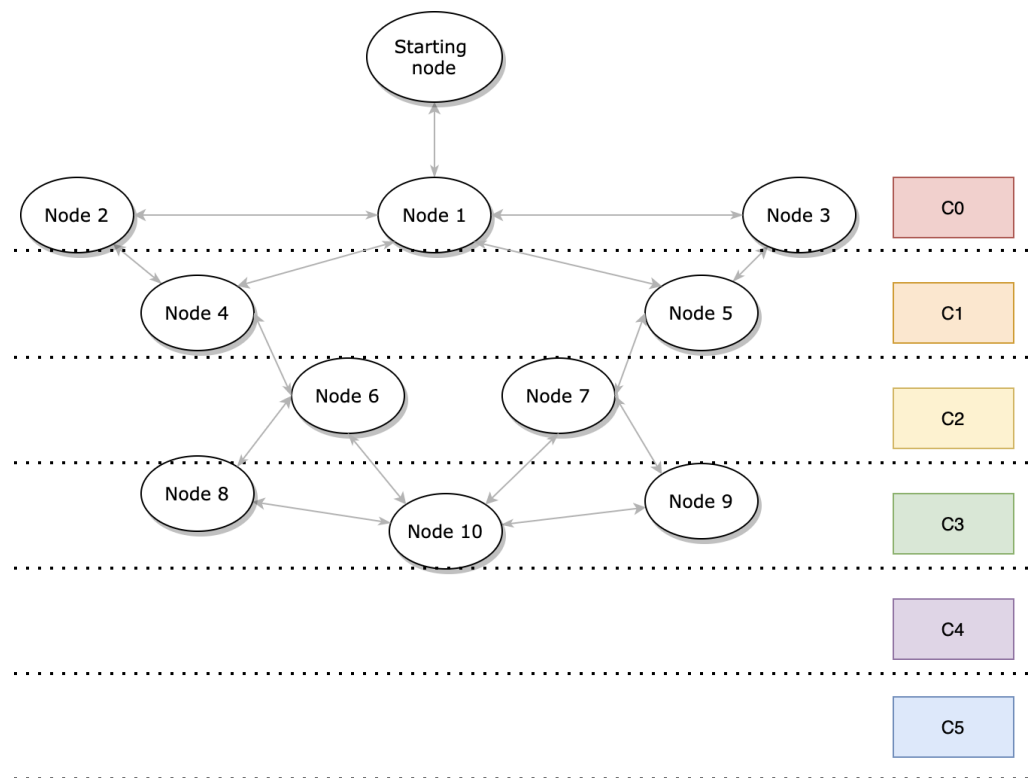 Starting
node
Node 2
Node 1
Node 3
C0
Node 4
Node 5
C1
Node 6
Node 7
C2
Node 8
Node 9
Node 10
C3
C4
C5